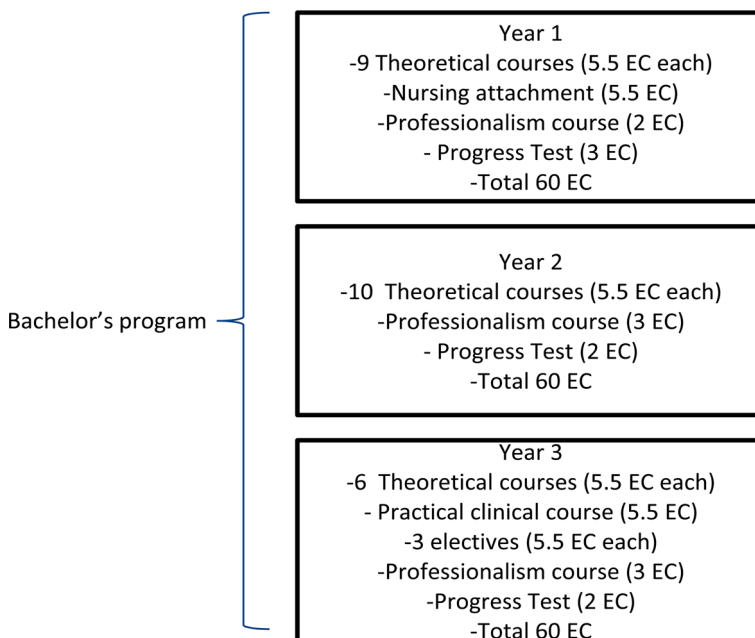 Bachelor's program
Year 1
-9 Theoretical courses (5.5 EC each)
-Nursing attachment (5.5 EC)
-Professionalism course (2 EC)
- Progress Test (3 EC)
-Total 60 EC
Year 2
-10  Theoretical courses (5.5 EC each)
-Professionalism course (3 EC)
- Progress Test (2 EC)
-Total 60 EC
Year 3
-6  Theoretical courses (5.5 EC each)
- Practical clinical course (5.5 EC)
-3 electives (5.5 EC each)
-Professionalism course (3 EC)
-Progress Test (2 EC)
-Total 60 EC